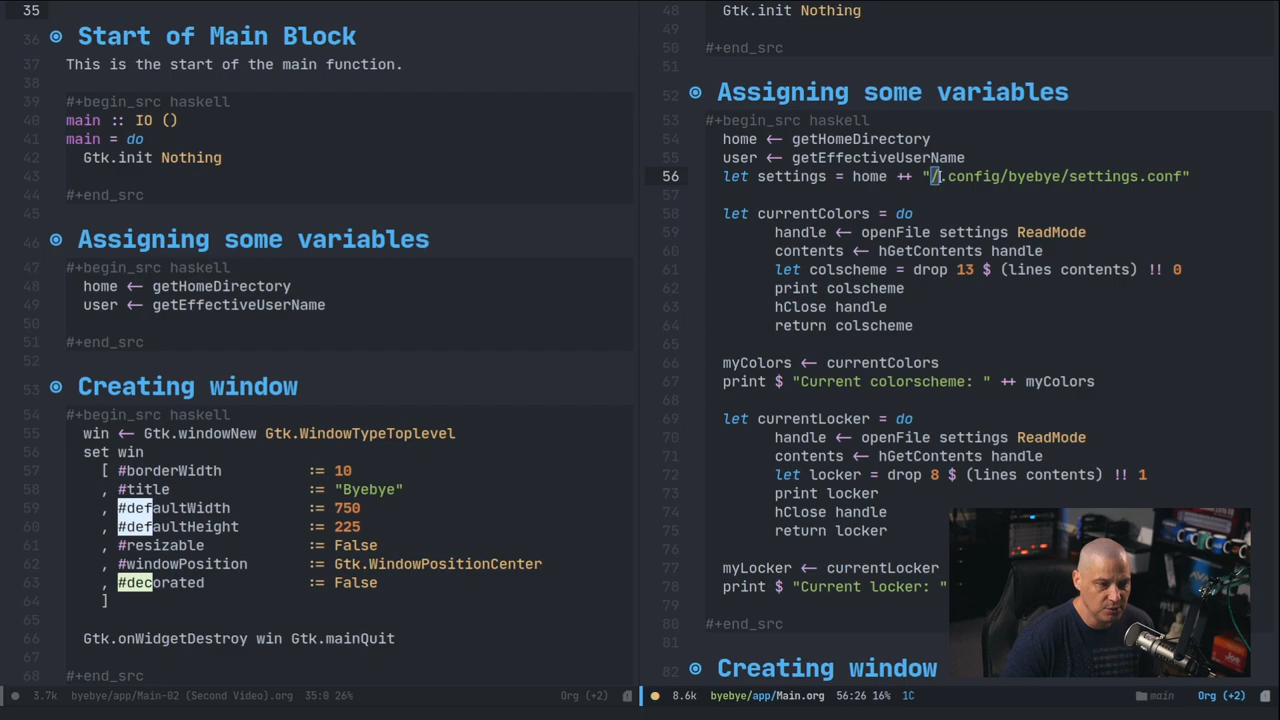 35
36 Start of Main Block
37 This is the start of the main function.
38
39 #+begin_src haskell
40 main :: IO ()
41 main = do
42 Gtk.init Nothing
43
44 #+end_src
45
46 Assigning some variables
47 #+begin_src haskell
48 home <- getHomeDirectory
49 user <- getEffectiveUserName
50
51 #+end_src
52
53 Creating window
54 #+begin_src haskell
55 win <- Gtk.windowNew Gtk.WindowTypeToplevel
56 set win
57 [ #borderWidth := 10
58 , #title := "Byebye"
59 , #defaultWidth := 750
60 , #defaultHeight := 225
61 , #resizable := False
62 , #windowPosition := Gtk.WindowPositionCenter
63 , #decorated := False
64 ]
65
66 Gtk.onWidgetDestroy win Gtk.mainQuit
67
68 #+end_src
3.7k byebye/app/Main-02 (Second Video).org 35:0 26% Org (+2)
48 Gtk.init Nothing
49
50 #+end_src
51
52 Assigning some variables
53 #+begin_src haskell
54 home <- getHomeDirectory
55 user <- getEffectiveUserName
56 let settings = home ++ "/.config/byebye/settings.conf"
57
58 let currentColors = do
59 handle <- openFile settings ReadMode
60 contents <- hGetContents handle
61 let colscheme = drop 13 $ (lines contents) !! 0
62 print colscheme
63 hClose handle
64 return colscheme
65
66 myColors <- currentColors
67 print $ "Current colorscheme: " ++ myColors
68
69 let currentLocker = do
70 handle <- openFile settings ReadMode
71 contents <- hGetContents handle
72 let locker = drop 8 $ (lines contents) !! 1
73 print locker
74 hClose handle
75 return locker
76
77 myLocker <- currentLocker
78 print $ "Current locker: "
79
80 #+end_src
81
82 Creating window
8.6k byebye/app/Main.org 56:26 16% 1C main Org (+2)